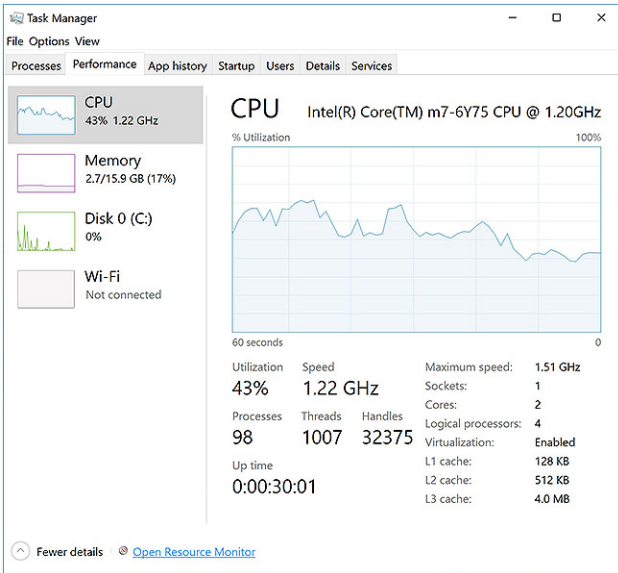 Task Manager
File Options View
Processes Performance App history Startup Users Details Services
CPU
43% 1.22 GHz
Memory
2.7/15.9 GB (17%)
Disk 0 (C:)
0%
Wi-Fi
Not connected
CPU Intel(R) Core(TM) m7-6Y75 CPU @ 1.20GHz
% Utilization 100%
60 seconds 0
Utilization Speed
43% 1.22 GHz
Processes Threads Handles
98 1007 32375
Up time
0:00:30:01
Maximum speed: 1.51 GHz
Sockets: 1
Cores: 2
Logical processors: 4
Virtualization: Enabled
L1 cache: 128 KB
L2 cache: 512 KB
L3 cache: 4.0 MB
Fewer details Open Resource Monitor